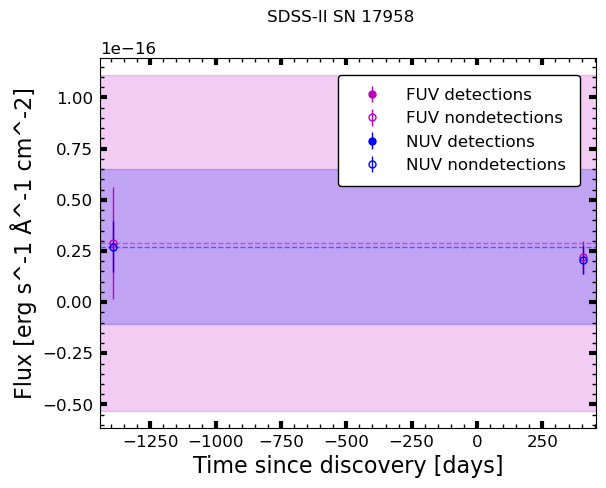 SDSS-II SN 17958
1e−16
FUV detections
FUV nondetections
NUV detections
NUV nondetections
1.00
0.75
0.50
0.25
0.00
−0.25
−0.50
Flux [erg s^-1 Å^-1 cm^-2]
−1250 −1000 −750 −500 −250 0 250
Time since discovery [days]